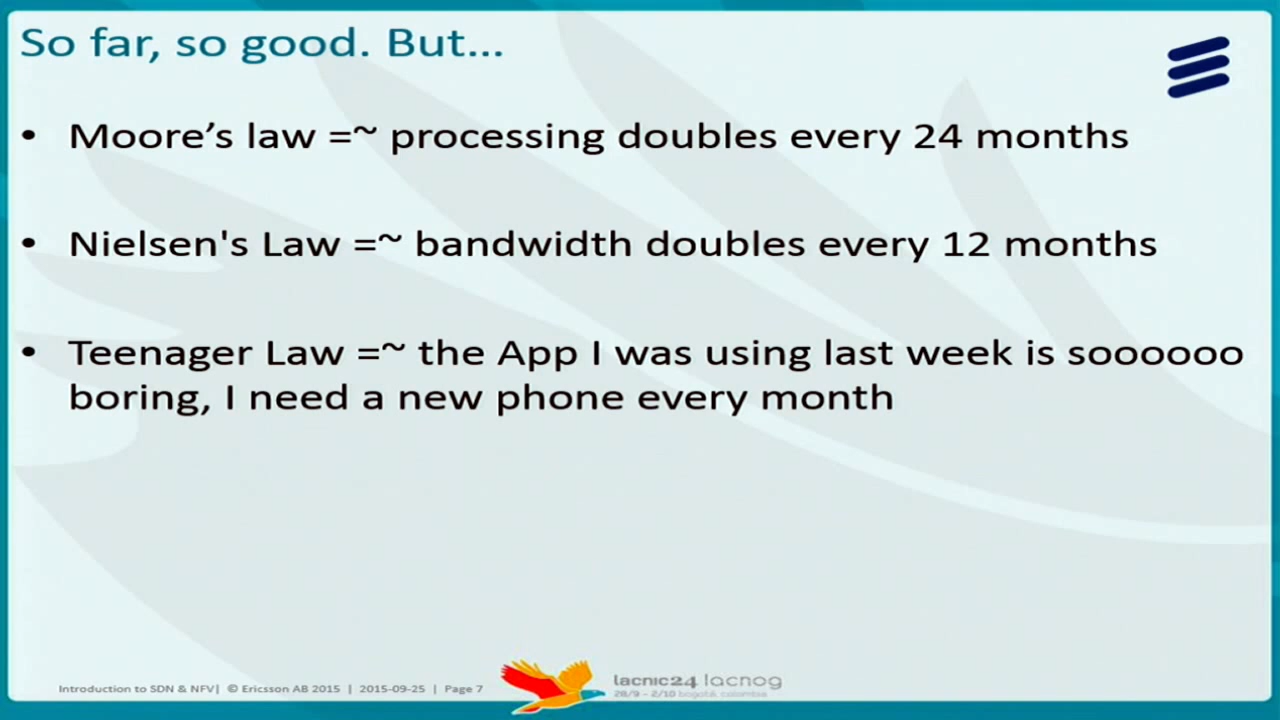 So far, so good. But...
• Moore’s law =~ processing doubles every 24 months
• Nielsen's Law =~ bandwidth doubles every 12 months
• Teenager Law =~ the App I was using last week is soooooo
boring, I need a new phone every month
Introduction to SDN & NFV| © Ericsson AB 2015 | 2015-09-25 | Page 7
lacnic24 lacnog
28/9 - 2/10 bogotá, colombia